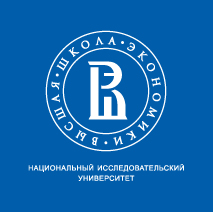 ВЫСШАЯ • ШКОЛА • ЭКОНОМИКИ •
НАЦИОНАЛЬНЫЙ ИССЛЕДОВАТЕЛЬСКИЙ
УНИВЕРСИТЕТ